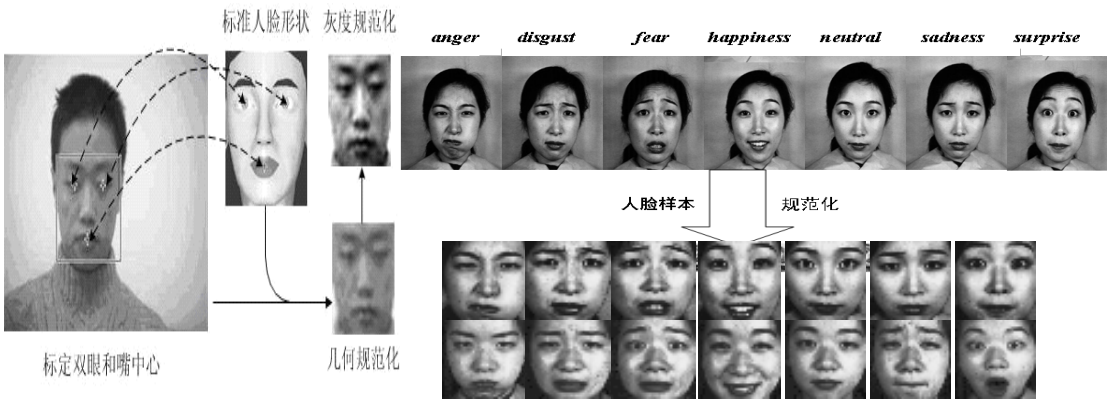 标准人脸形状
灰度规范化
anger
disgust
fear
happiness
neutral
sadness
surprise
人脸样本
规范化
标定双眼和嘴中心
几何规范化